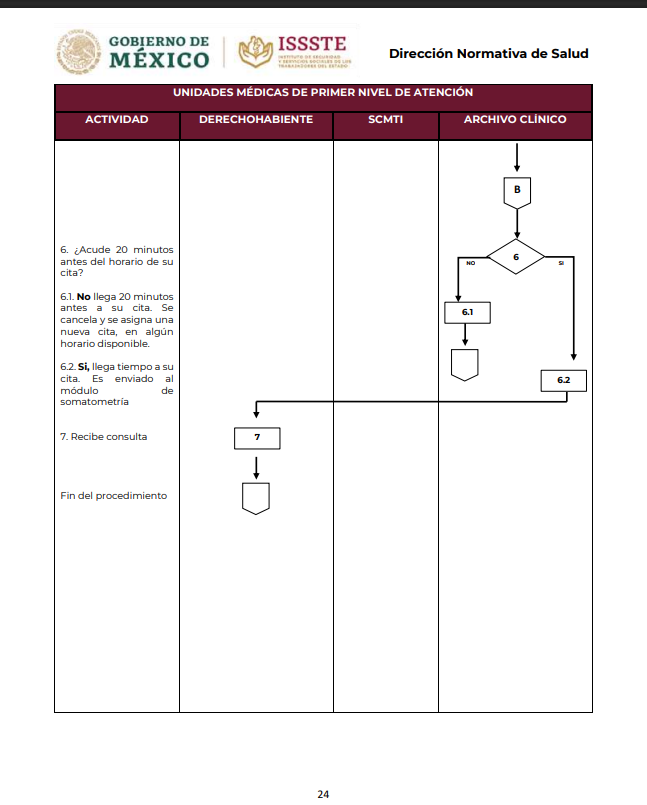 GOBIERNO DE
MÉXICO
ISSSTE
INSTITUTO DE SEGURIDAD
Y SERVICIOS SOCIALES DE LOS
TRABAJADORES DEL ESTADO
Dirección Normativa de Salud
UNIDADES MÉDICAS DE PRIMER NIVEL DE ATENCIÓN
ACTIVIDAD DERECHOHABIENTE SCMTI ARCHIVO CLÍNICO
B
6. ¿Acude 20 minutos
antes del horario de su
cita?
6
NO
SI
6.1. No llega 20 minutos
antes a su cita. Se
cancela y se asigna una
nueva cita, en algún
horario disponible.
6.1
6.2. Si, llega tiempo a su
cita. Es enviado al
módulo de
somatometría
6.2
7. Recibe consulta
7
Fin del procedimiento
24